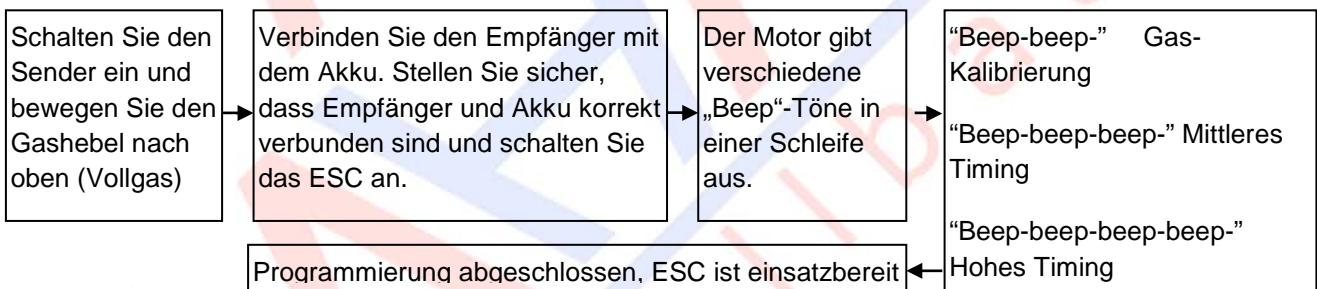 Schalten Sie den
Sender ein und
bewegen Sie den
Gashebel nach
oben (Vollgas)
Verbinden Sie den Empfänger mit
dem Akku. Stellen Sie sicher,
dass Empfänger und Akku korrekt
verbunden sind und schalten Sie
das ESC an.
Der Motor gibt
verschiedene
„Beep“-Töne in
einer Schleife
aus.
“Beep-beep-” Gas-
Kalibrierung
“Beep-beep-beep-” Mittleres
Timing
“Beep-beep-beep-beep-”
Hohes Timing
Programmierung abgeschlossen, ESC ist einsatzbereit